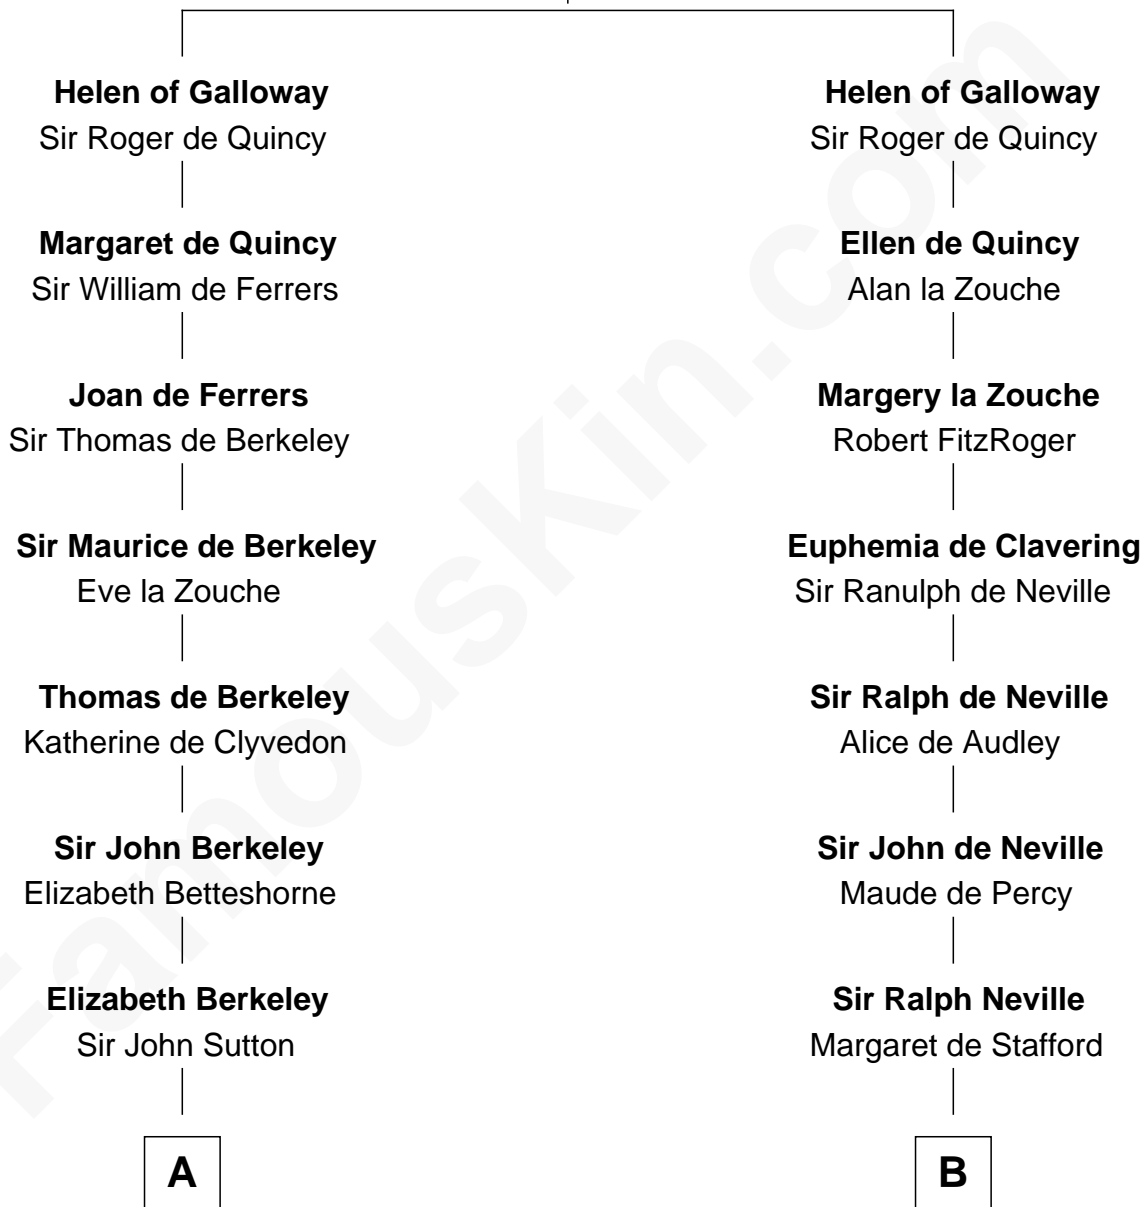 Helen of Galloway
Sir Roger de Quincy
Margaret de Quincy
Sir William de Ferrers
Joan de Ferrers
Sir Thomas de Berkeley
Sir Maurice de Berkeley
Eve la Zouche
Thomas de Berkeley
Katherine de Clyvedon
Sir John Berkeley
Elizabeth Betteshorne
Elizabeth Berkeley
Sir John Sutton
A
Helen of Galloway
Sir Roger de Quincy
Ellen de Quincy
Alan la Zouche
Margery la Zouche
Robert FitzRoger
Euphemia de Clavering
Sir Ranulph de Neville
Sir Ralph de Neville
Alice de Audley
Sir John de Neville
Maude de Percy
Sir Ralph Neville
Margaret de Stafford
B
FamousKin.com